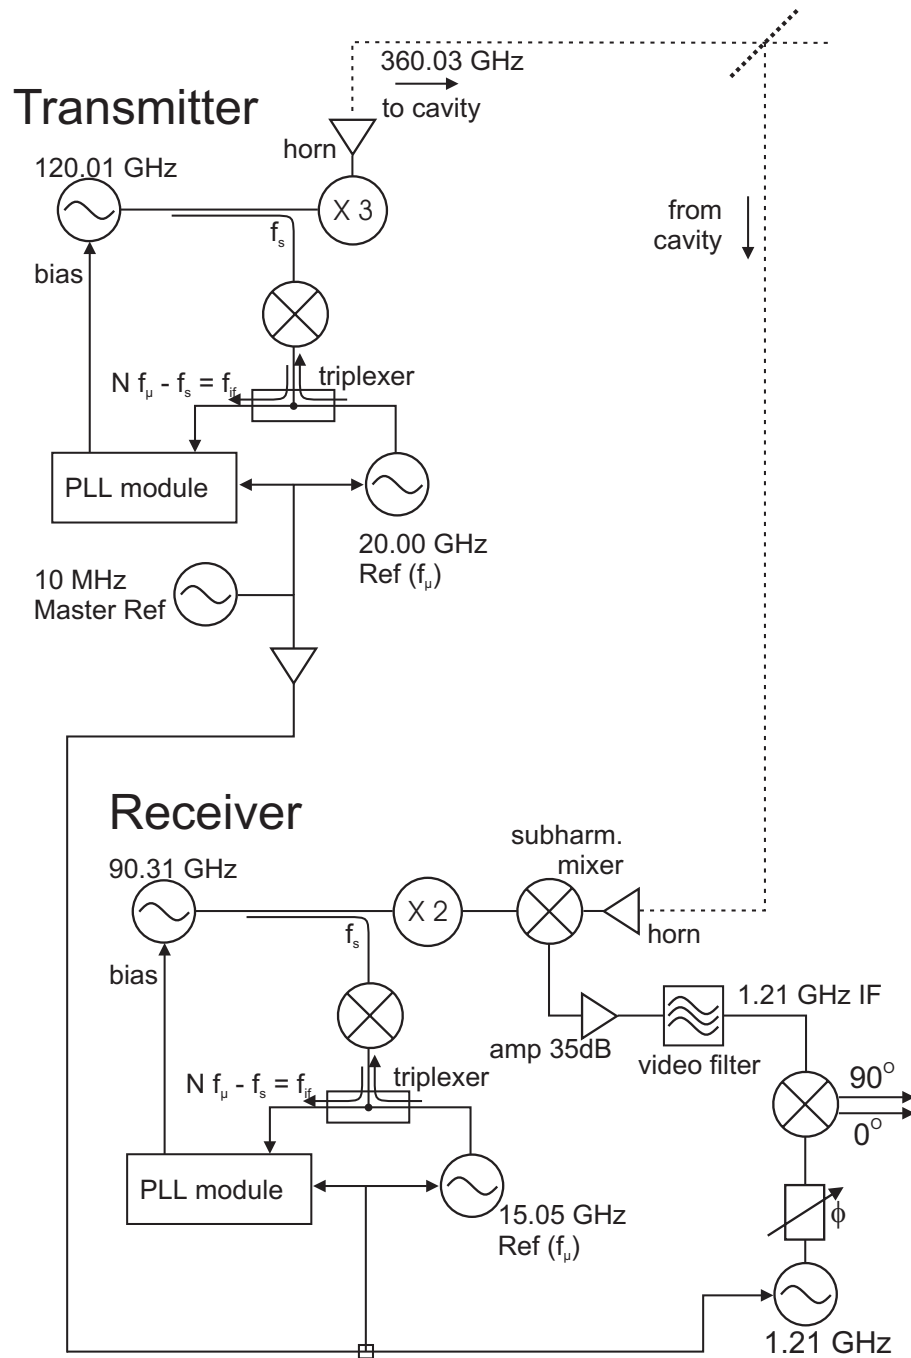 360.03 GHz
to cavity
Transmitter
horn
120.01 GHz
X 3
f_s
from
cavity
bias
triplexer
N f_μ - f_s = f_if
PLL module
20.00 GHz
Ref (f_μ)
10 MHz
Master Ref
Receiver
subharm.
mixer
90.31 GHz
X 2
f_s
horn
bias
1.21 GHz IF
amp 35dB
video filter
triplexer
N f_μ - f_s = f_if
90°
0°
PLL module
15.05 GHz
Ref (f_μ)
ϕ
1.21 GHz